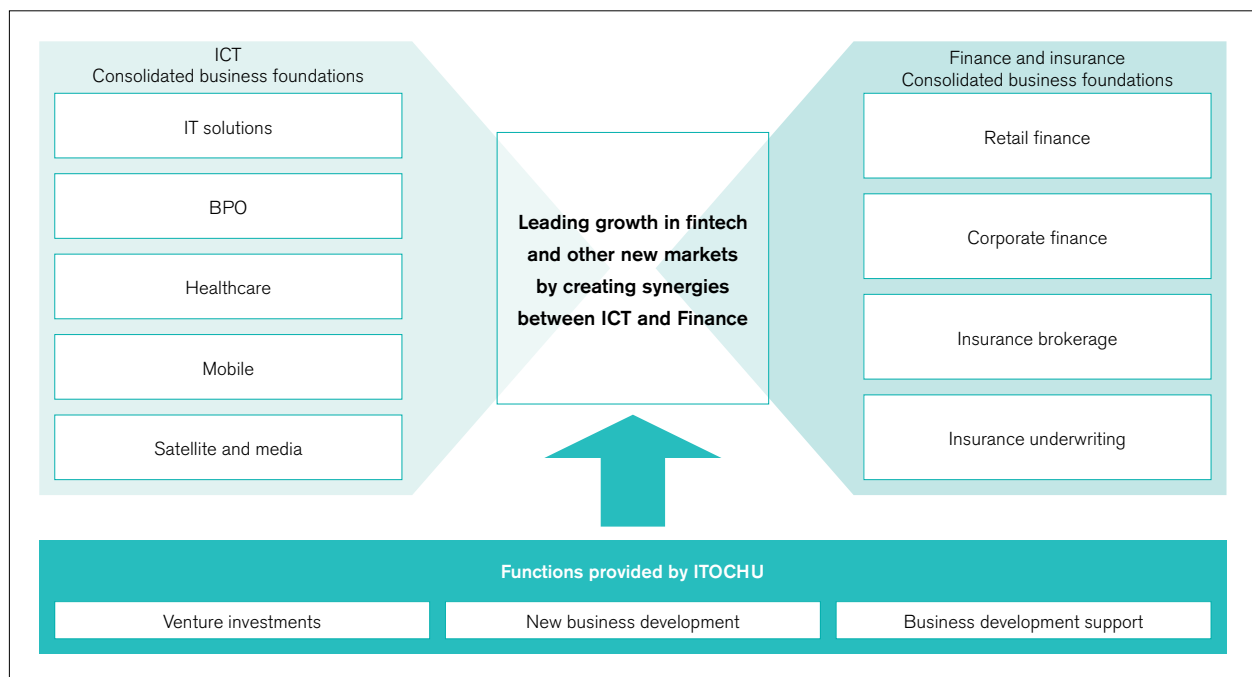 ICT
Consolidated business foundations
IT solutions
BPO
Healthcare
Mobile
Satellite and media
Leading growth in fintech
and other new markets
by creating synergies
between ICT and Finance
Finance and insurance
Consolidated business foundations
Retail finance
Corporate finance
Insurance brokerage
Insurance underwriting
Functions provided by ITOCHU
Venture investments
New business development
Business development support